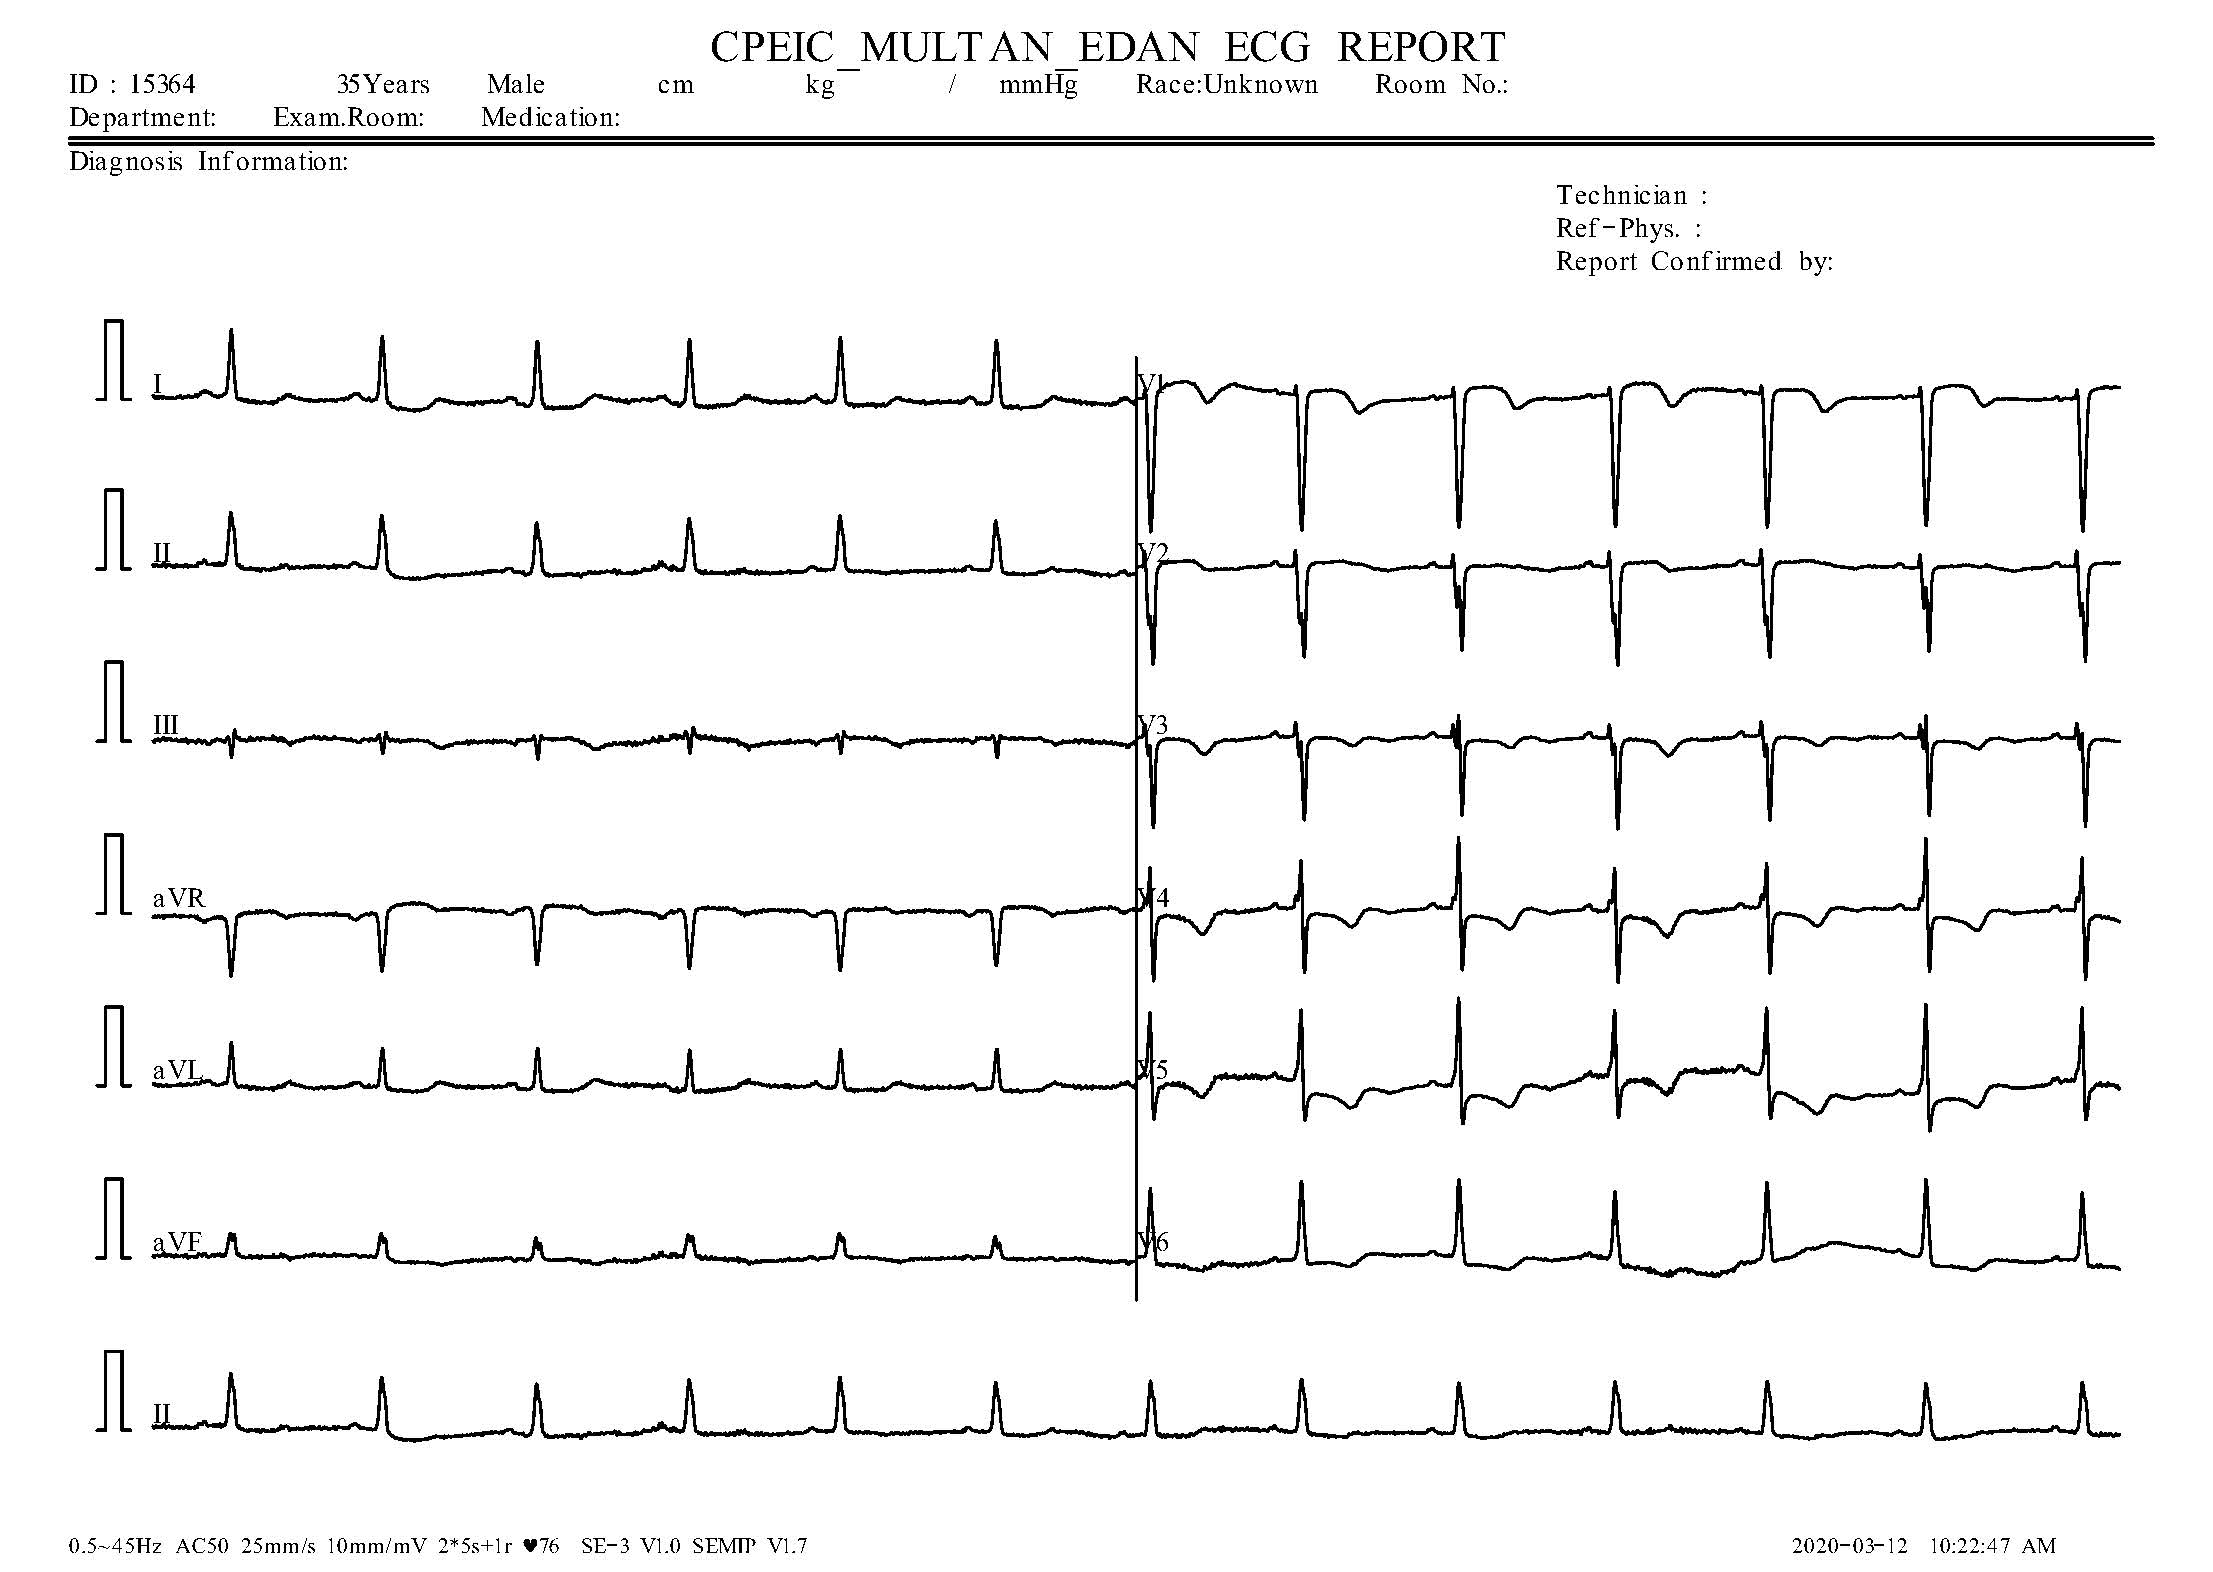 CPEIC_MULTAN_EDAN ECG REPORT
ID : 15364 35Years Male cm kg / mmHg Race:Unknown Room No.:
Department: Exam.Room: Medication:
Diagnosis Information:
Technician :
Ref-Phys. :
Report Confirmed by:
I V1
II V2
III V3
aVR V4
aVL V5
aVF V6
II
0.5~45Hz AC50 25mm/s 10mm/mV 2*5s+1r ♥76 SE-3 V1.0 SEMIP V1.7 2020-03-12 10:22:47 AM